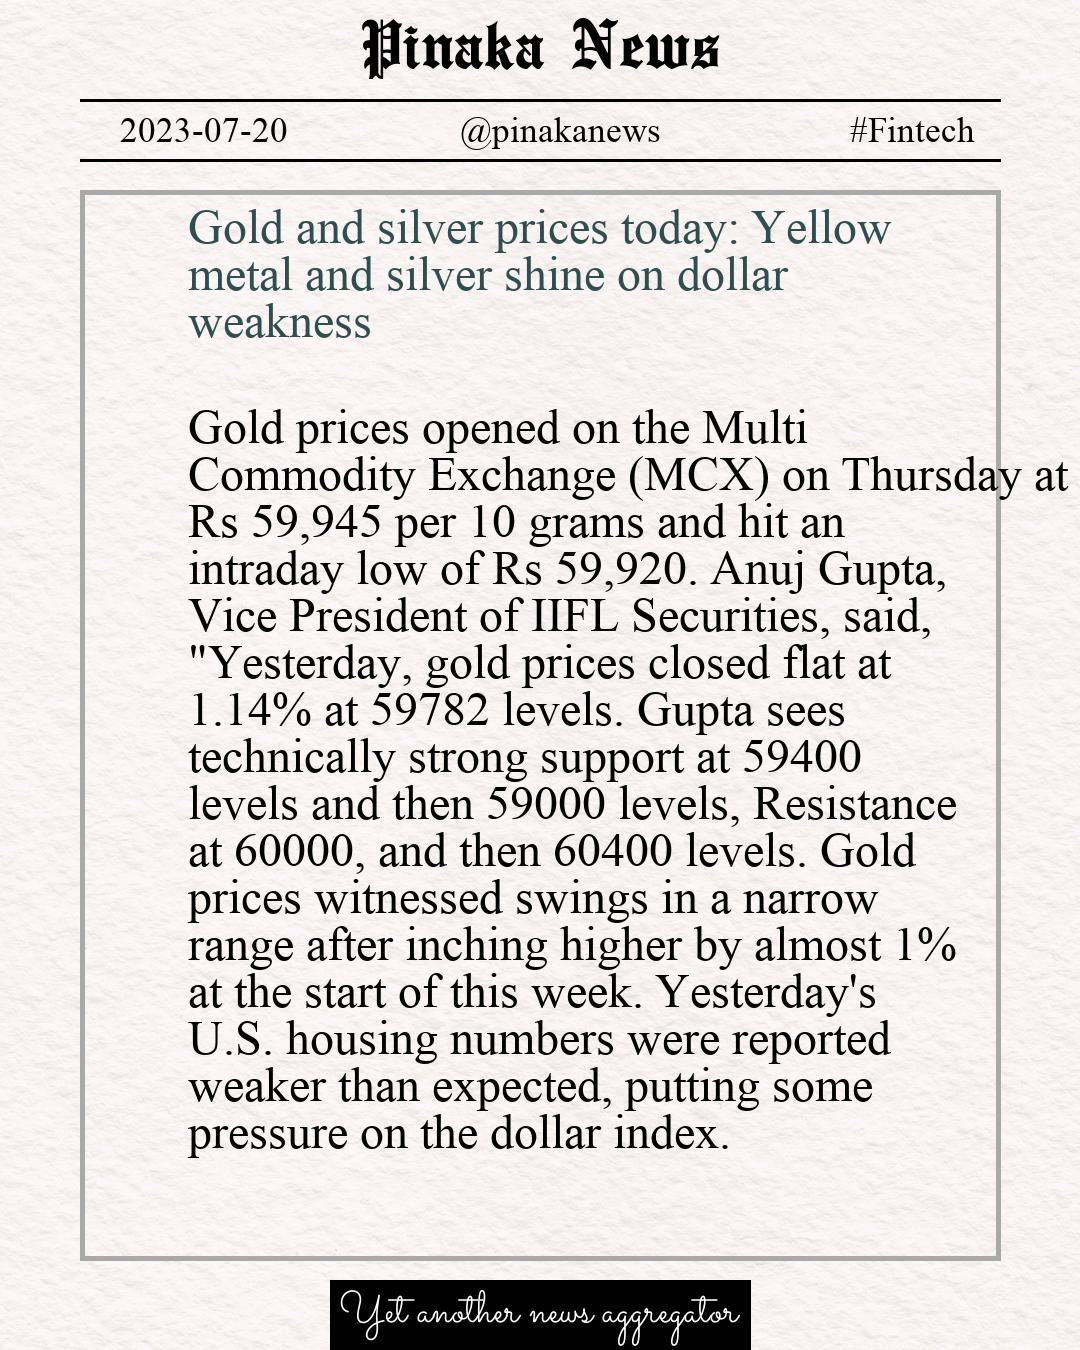 Pinaka News
2023-07-20 @pinakanews #Fintech
Gold and silver prices today: Yellow
metal and silver shine on dollar
weakness
Gold prices opened on the Multi
Commodity Exchange (MCX) on Thursday at
Rs 59,945 per 10 grams and hit an
intraday low of Rs 59,920. Anuj Gupta,
Vice President of IIFL Securities, said,
"Yesterday, gold prices closed flat at
1.14% at 59782 levels. Gupta sees
technically strong support at 59400
levels and then 59000 levels, Resistance
at 60000, and then 60400 levels. Gold
prices witnessed swings in a narrow
range after inching higher by almost 1%
at the start of this week. Yesterday's
U.S. housing numbers were reported
weaker than expected, putting some
pressure on the dollar index.
Yet another news aggregator